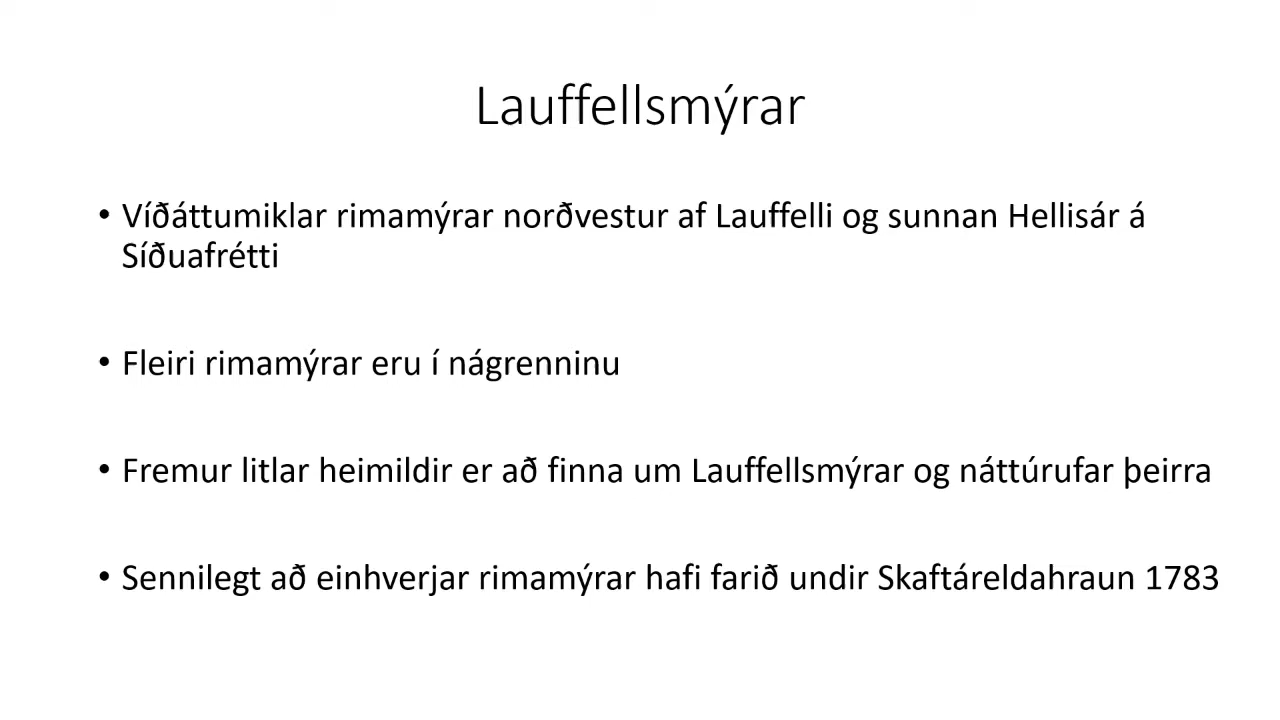 Lauffellsmýrar
• Víðáttumiklar rimamýrar norðvestur af Lauffelli og sunnan Hellisár á
Síðuafrétti
• Fleiri rimamýrar eru í nágrenninu
• Fremur litlar heimildir er að finna um Lauffellsmýrar og náttúrufar þeirra
• Sennilegt að einhverjar rimamýrar hafi farið undir Skaftáreldahraun 1783